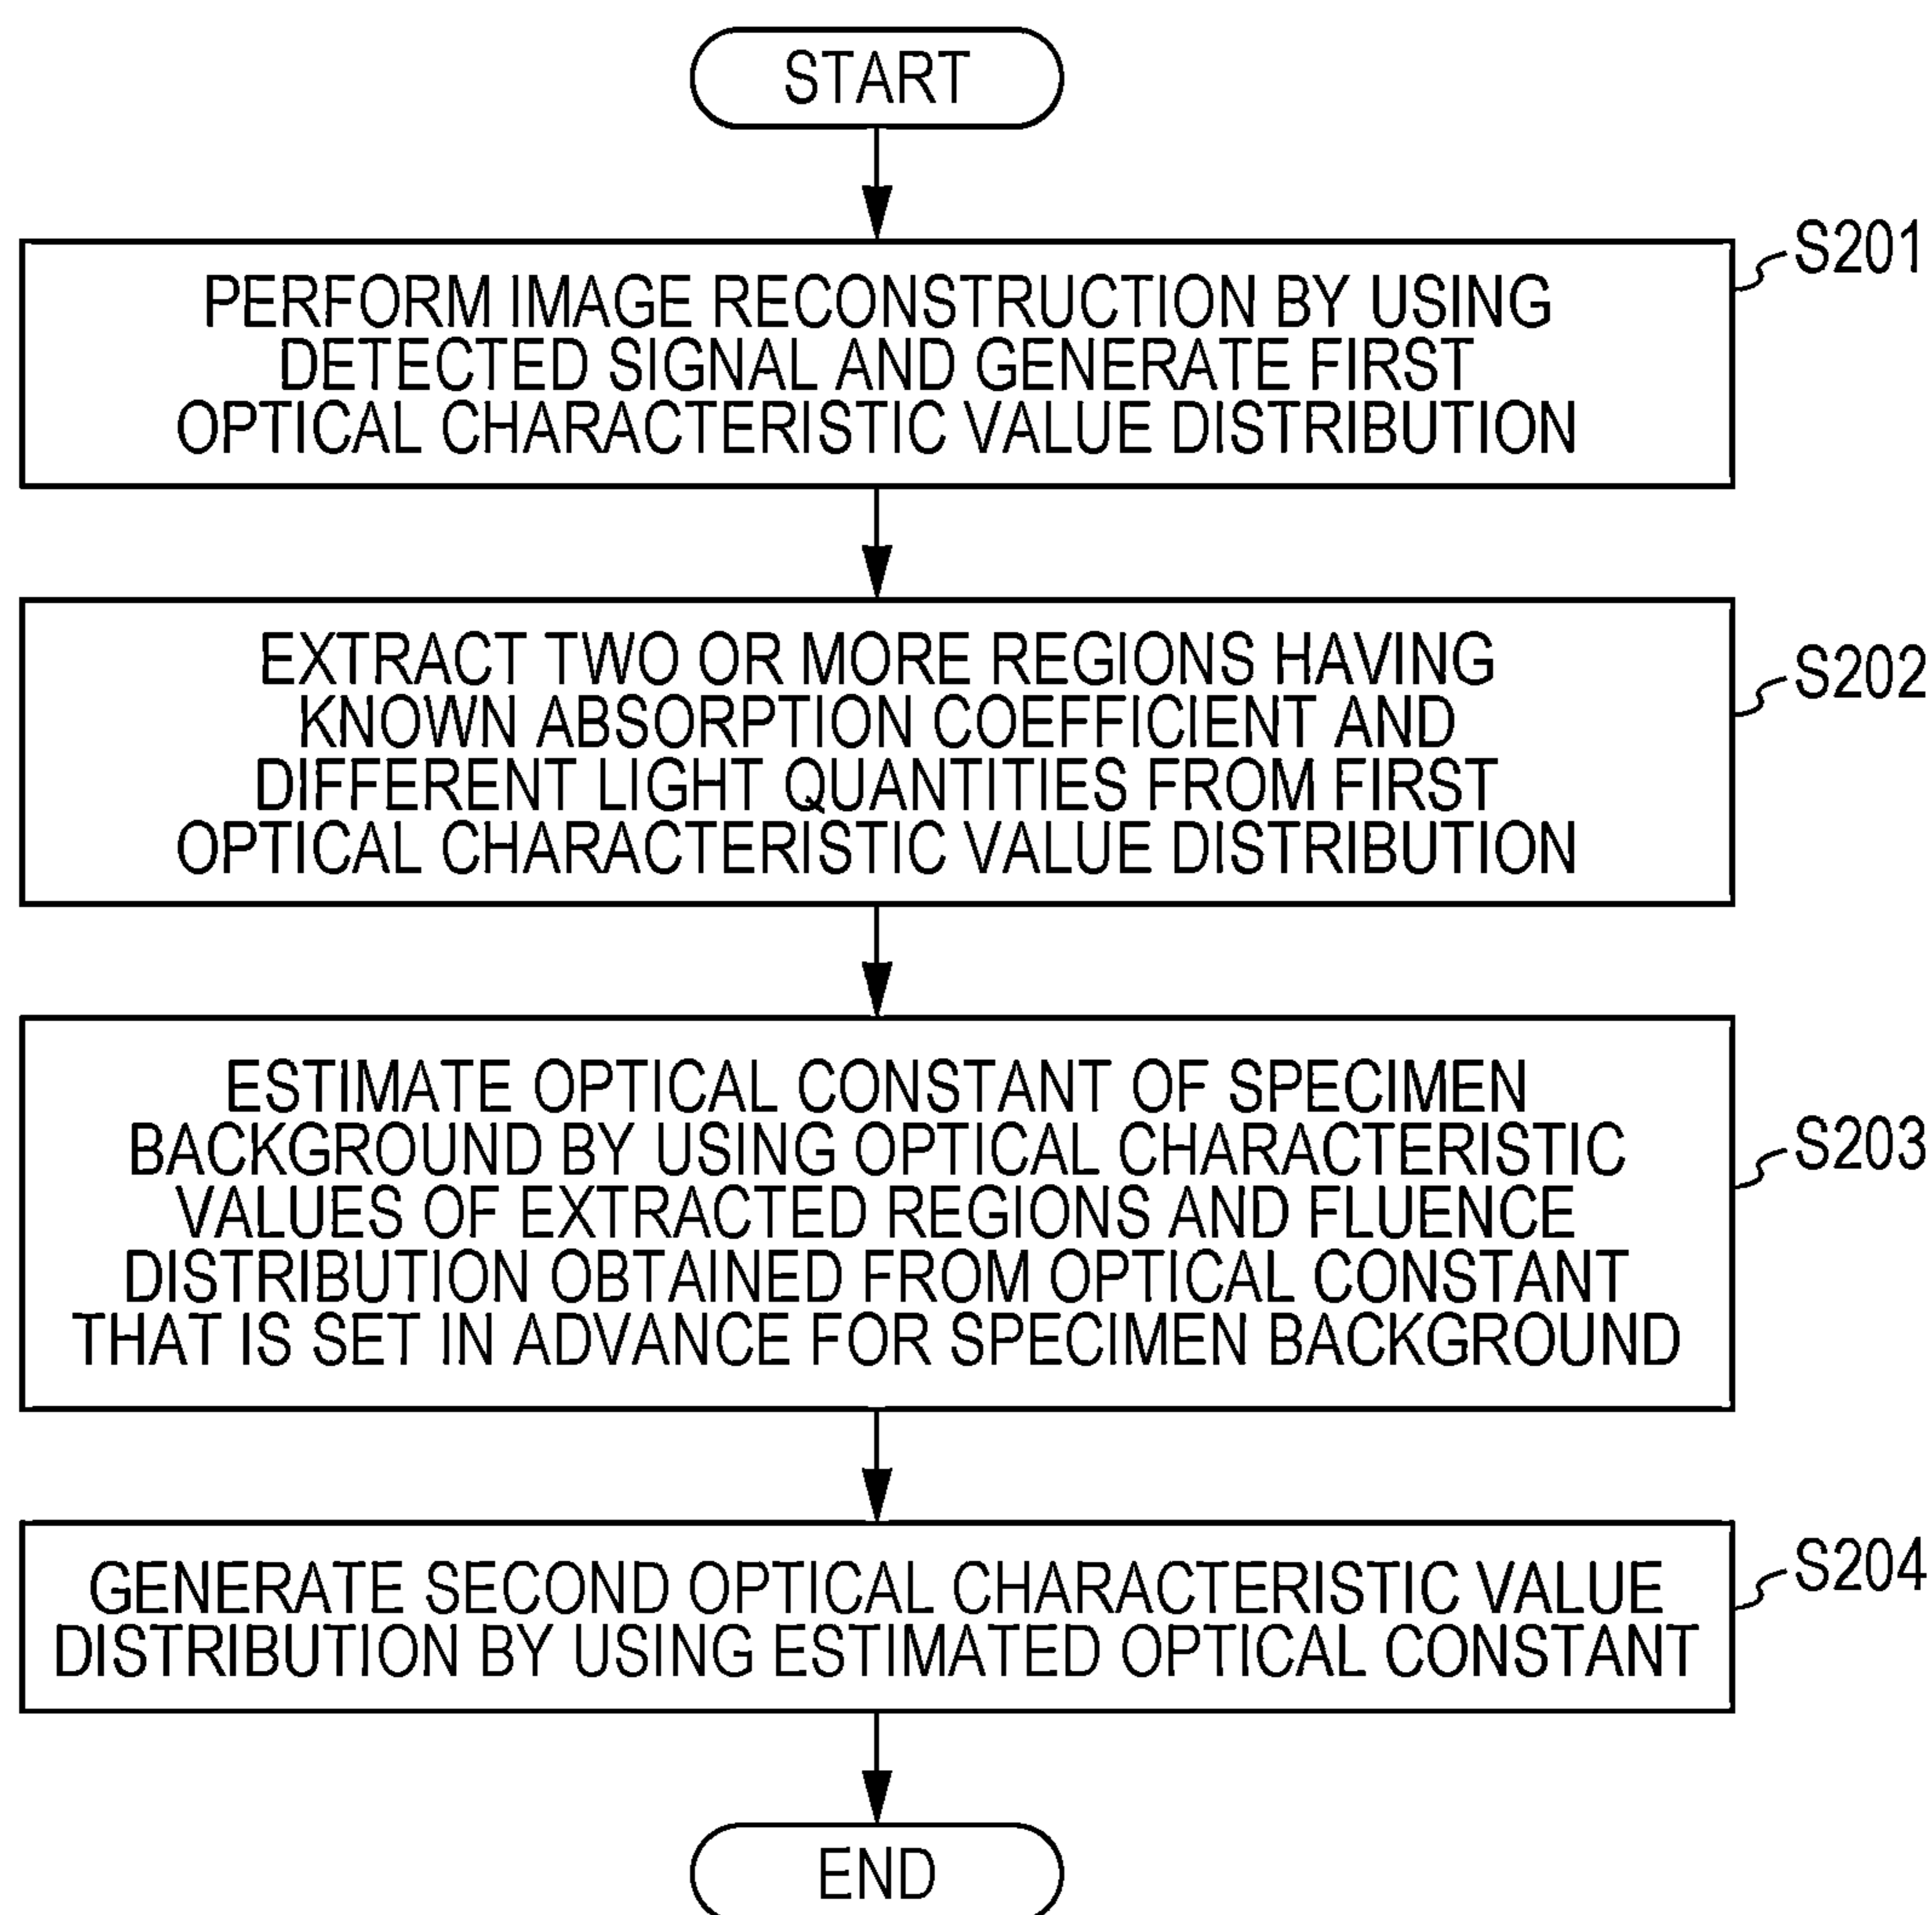 START
S201
PERFORM IMAGE RECONSTRUCTION BY USING
DETECTED SIGNAL AND GENERATE FIRST
OPTICAL CHARACTERISTIC VALUE DISTRIBUTION
S202
EXTRACT TWO OR MORE REGIONS HAVING
KNOWN ABSORPTION COEFFICIENT AND
DIFFERENT LIGHT QUANTITIES FROM FIRST
OPTICAL CHARACTERISTIC VALUE DISTRIBUTION
S203
ESTIMATE OPTICAL CONSTANT OF SPECIMEN
BACKGROUND BY USING OPTICAL CHARACTERISTIC
VALUES OF EXTRACTED REGIONS AND FLUENCE
DISTRIBUTION OBTAINED FROM OPTICAL CONSTANT
THAT IS SET IN ADVANCE FOR SPECIMEN BACKGROUND
S204
GENERATE SECOND OPTICAL CHARACTERISTIC VALUE
DISTRIBUTION BY USING ESTIMATED OPTICAL CONSTANT
END